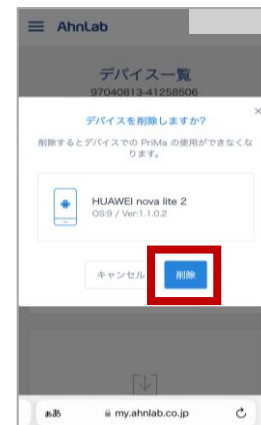 AhnLab
デバイス一覧
97040813-41258506
×
デバイスを削除しますか?
削除するとデバイスでの PriMa の使用ができなくな
ります。
HUAWEI nova lite 2
OS:9 / Ver:1.1.0.2
キャンセル 削除
ぁあ my.ahnlab.co.jp